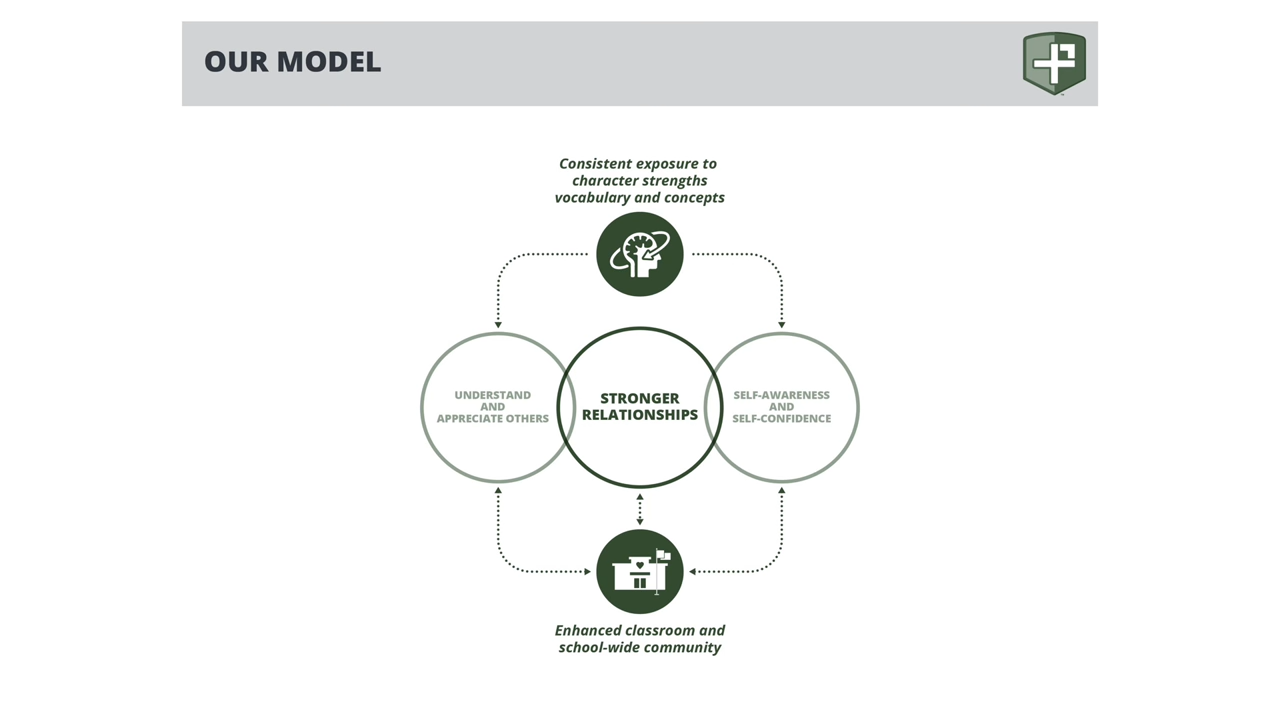 OUR MODEL
Consistent exposure to
character strengths
vocabulary and concepts
UNDERSTAND
AND
APPRECIATE OTHERS
STRONGER
RELATIONSHIPS
SELF-AWARENESS
AND
SELF-CONFIDENCE
Enhanced classroom and
school-wide community